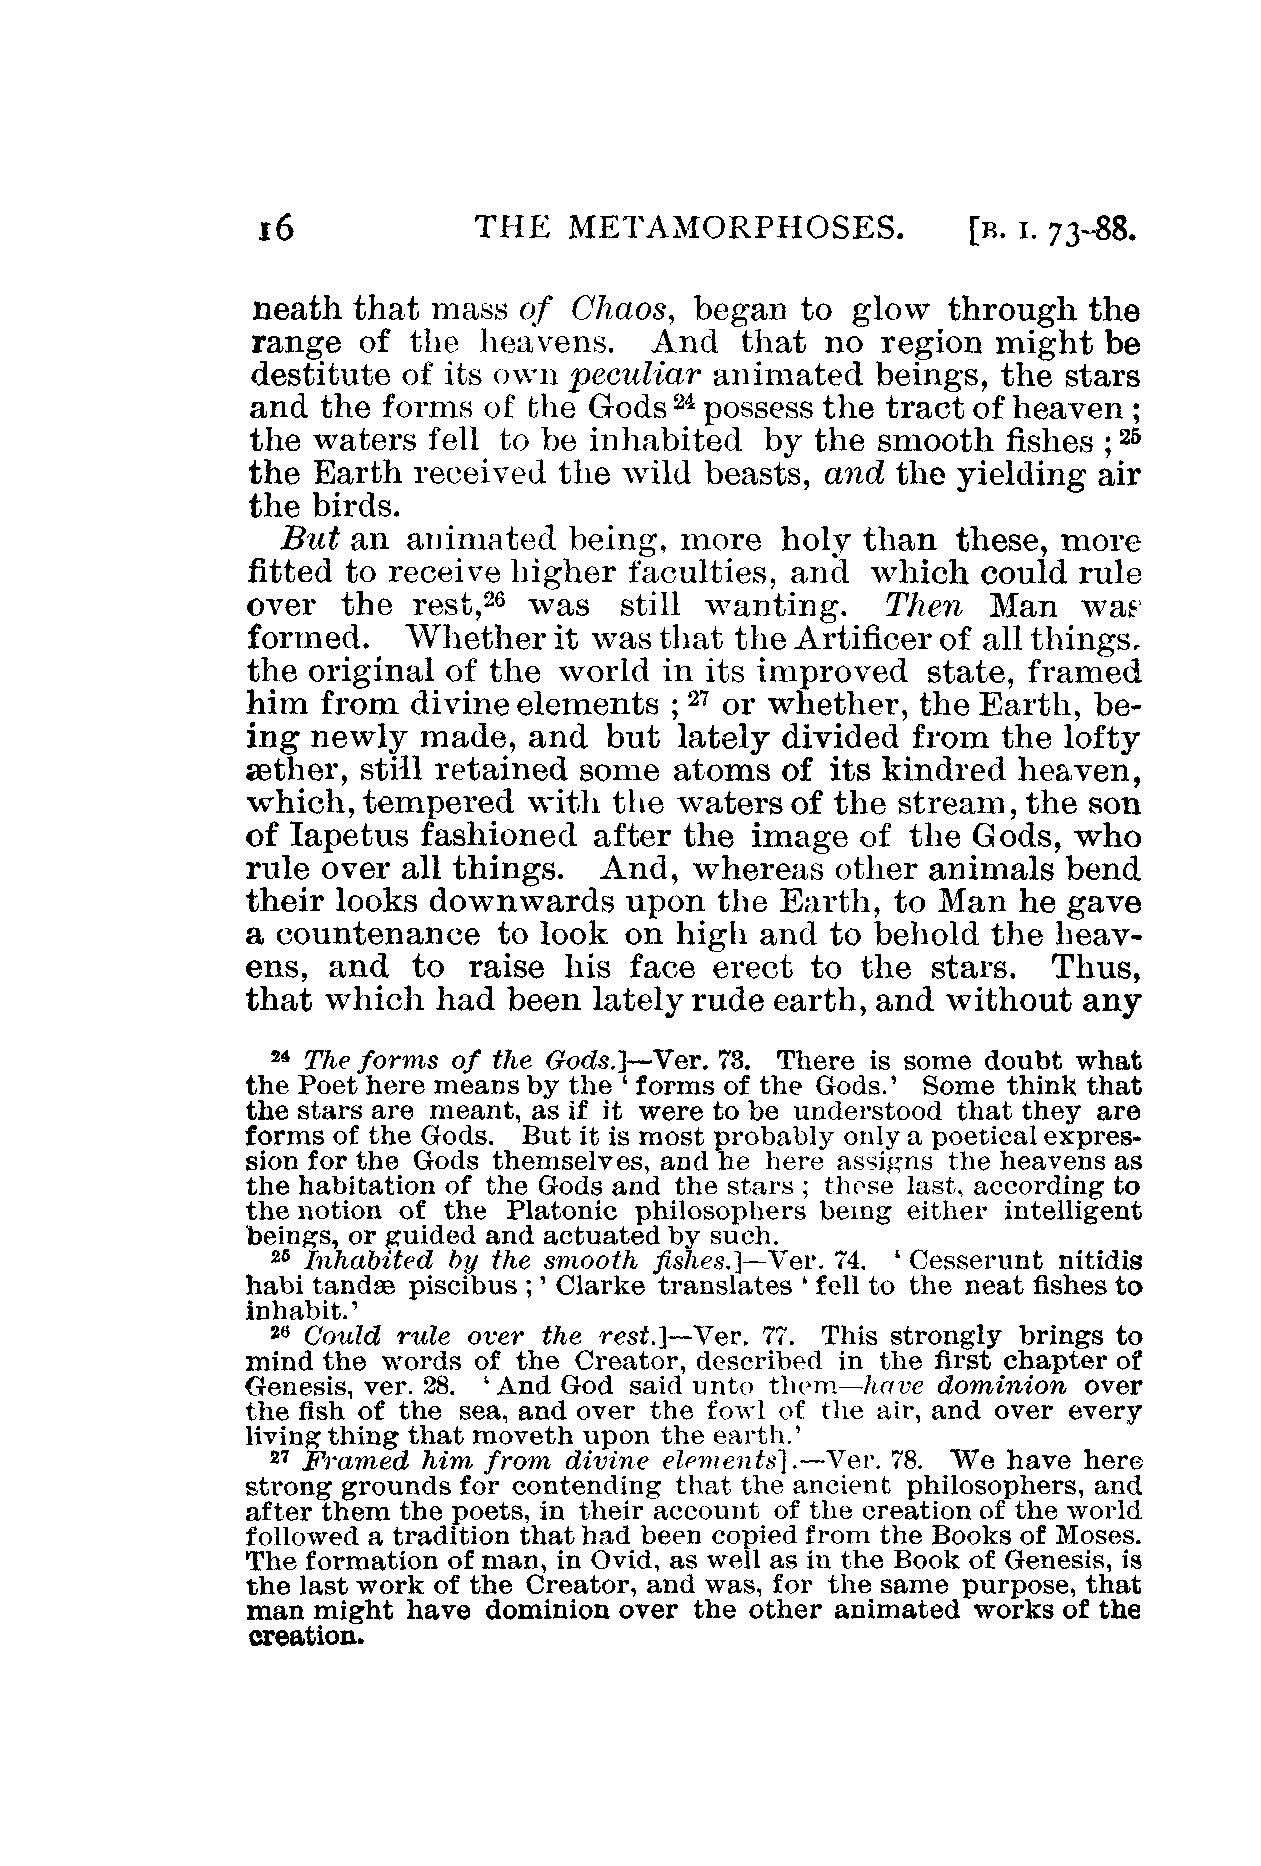 16 THE METAMORPHOSES. [B. I. 73-88.
neath that mass of Chaos, began to glow through the
range of the heavens. And that no region might be
destitute of its own peculiar animated beings, the stars
and the forms of the Gods²⁴ possess the tract of heaven ;
the waters fell to be inhabited by the smooth fishes ;²⁵
the Earth received the wild beasts, and the yielding air
the birds.
But an animated being, more holy than these, more
fitted to receive higher faculties, and which could rule
over the rest,²⁶ was still wanting. Then Man was
formed. Whether it was that the Artificer of all things,
the original of the world in its improved state, framed
him from divine elements ;²⁷ or whether, the Earth, be-
ing newly made, and but lately divided from the lofty
æther, still retained some atoms of its kindred heaven,
which, tempered with the waters of the stream, the son
of Iapetus fashioned after the image of the Gods, who
rule over all things. And, whereas other animals bend
their looks downwards upon the Earth, to Man he gave
a countenance to look on high and to behold the heav-
ens, and to raise his face erect to the stars. Thus,
that which had been lately rude earth, and without any
²⁴ The forms of the Gods.]—Ver. 73. There is some doubt what
the Poet here means by the ‘ forms of the Gods.’ Some think that
the stars are meant, as if it were to be understood that they are
forms of the Gods. But it is most probably only a poetical expres-
sion for the Gods themselves, and he here assigns the heavens as
the habitation of the Gods and the stars ; these last, according to
the notion of the Platonic philosophers being either intelligent
beings, or guided and actuated by such.
²⁵ Inhabited by the smooth fishes.]—Ver. 74. ‘ Cesserunt nitidis
habi tandæ piscibus ;’ Clarke translates ‘ fell to the neat fishes to
inhabit.’
²⁶ Could rule over the rest.]—Ver. 77. This strongly brings to
mind the words of the Creator, described in the first chapter of
Genesis, ver. 28. ‘ And God said unto them—have dominion over
the fish of the sea, and over the fowl of the air, and over every
living thing that moveth upon the earth.’
²⁷ Framed him from divine elements].—Ver. 78. We have here
strong grounds for contending that the ancient philosophers, and
after them the poets, in their account of the creation of the world
followed a tradition that had been copied from the Books of Moses.
The formation of man, in Ovid, as well as in the Book of Genesis, is
the last work of the Creator, and was, for the same purpose, that
man might have dominion over the other animated works of the
creation.